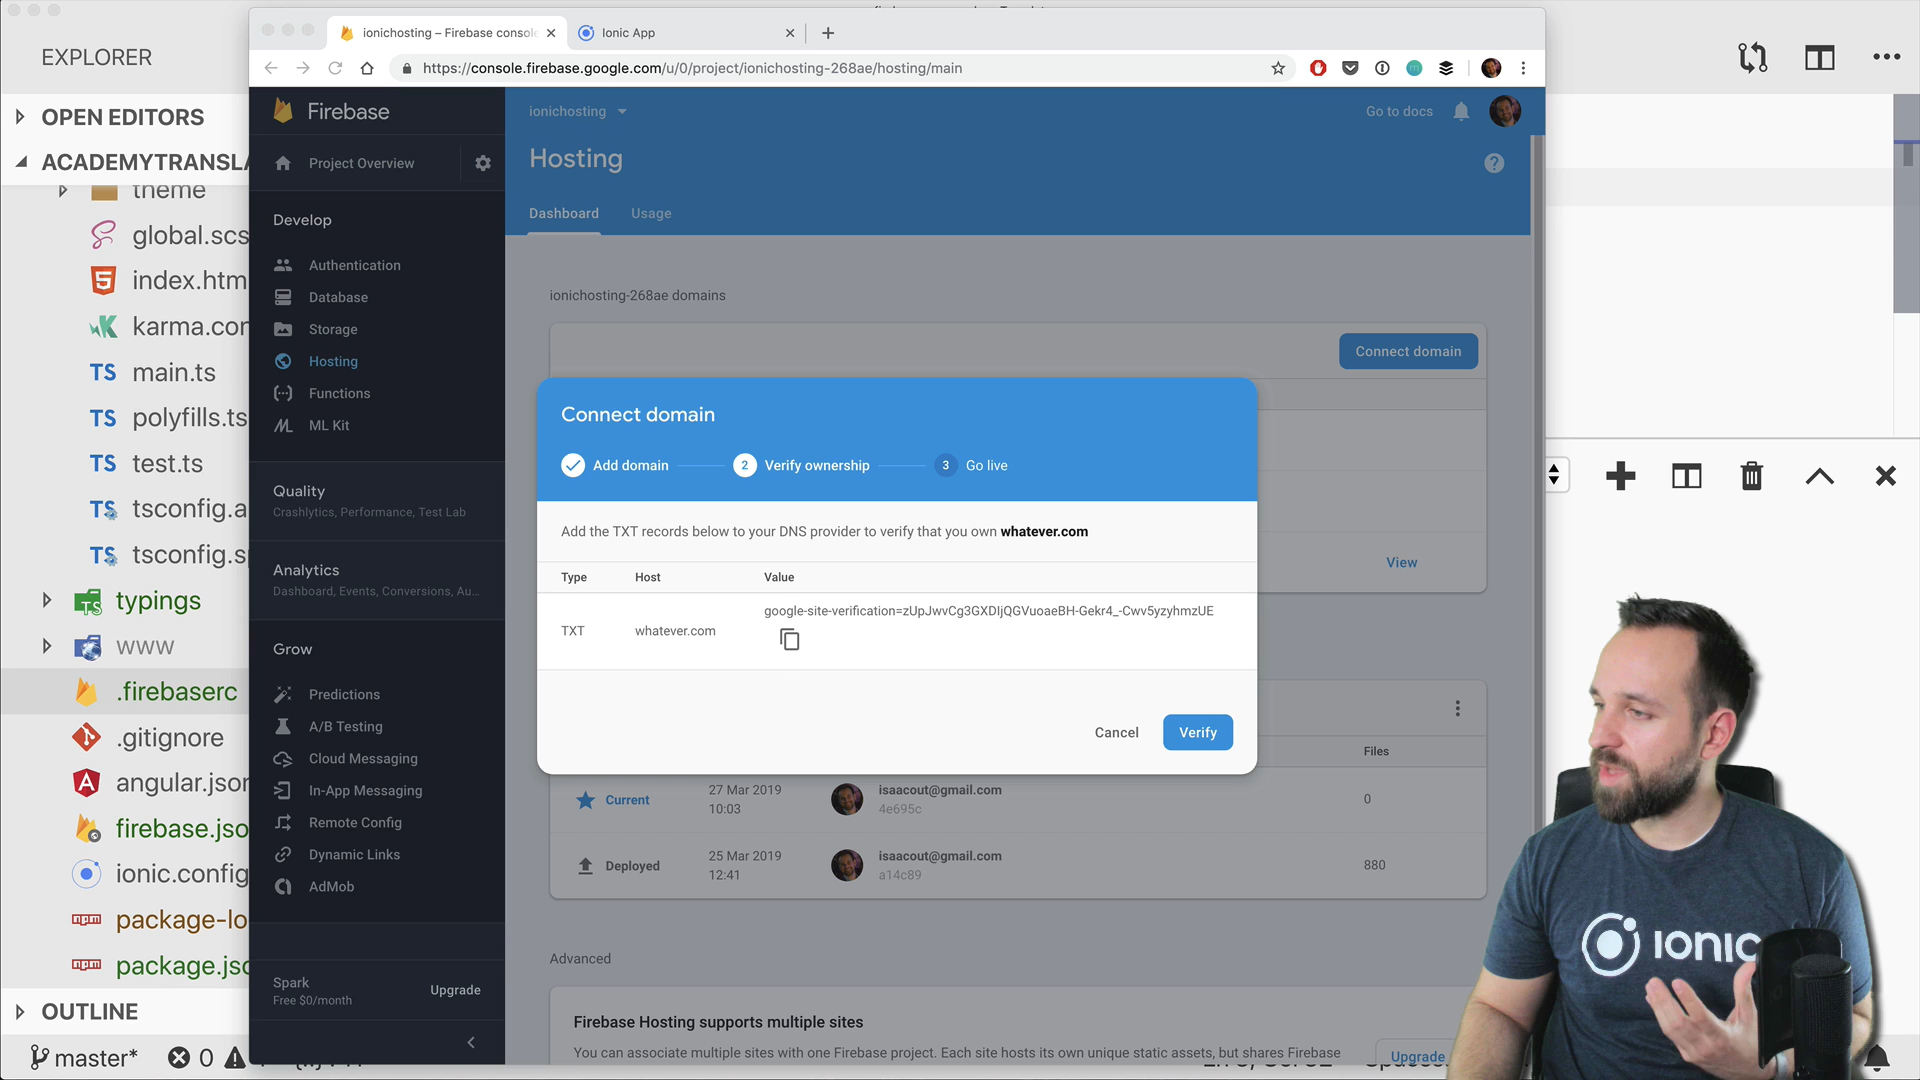 EXPLORER
OPEN EDITORS
ACADEMYTRANSLA
theme
global.scs
index.htm
karma.con
main.ts
polyfills.ts
test.ts
tsconfig.a
tsconfig.sp
typings
www
.firebaserc
.gitignore
angular.json
firebase.jso
ionic.config
package-lo
package.jso
OUTLINE
master*
0
ionichosting – Firebase console
Ionic App
https://console.firebase.google.com/u/0/project/ionichosting-268ae/hosting/main
Firebase
Project Overview
Develop
Authentication
Database
Storage
Hosting
Functions
ML Kit
Quality
Crashlytics, Performance, Test Lab
Analytics
Dashboard, Events, Conversions, Au...
Grow
Predictions
A/B Testing
Cloud Messaging
In-App Messaging
Remote Config
Dynamic Links
AdMob
Spark
Free $0/month
Upgrade
ionichosting
Go to docs
Hosting
Dashboard
Usage
ionichosting-268ae domains
Connect domain
Connect domain
Add domain
2
Verify ownership
3
Go live
Add the TXT records below to your DNS provider to verify that you own whatever.com
Type
Host
Value
TXT
whatever.com
google-site-verification=zUpJwvCg3GXDIjQGVuoaeBH-Gekr4_-Cwv5yzyhmzUE
Cancel
Verify
View
Files
Current
27 Mar 2019
10:03
isaacout@gmail.com
4e695c
0
Deployed
25 Mar 2019
12:41
isaacout@gmail.com
a14c89
880
Advanced
Firebase Hosting supports multiple sites
You can associate multiple sites with one Firebase project. Each site hosts its own unique static assets, but shares Firebase
Upgrade
IONIC